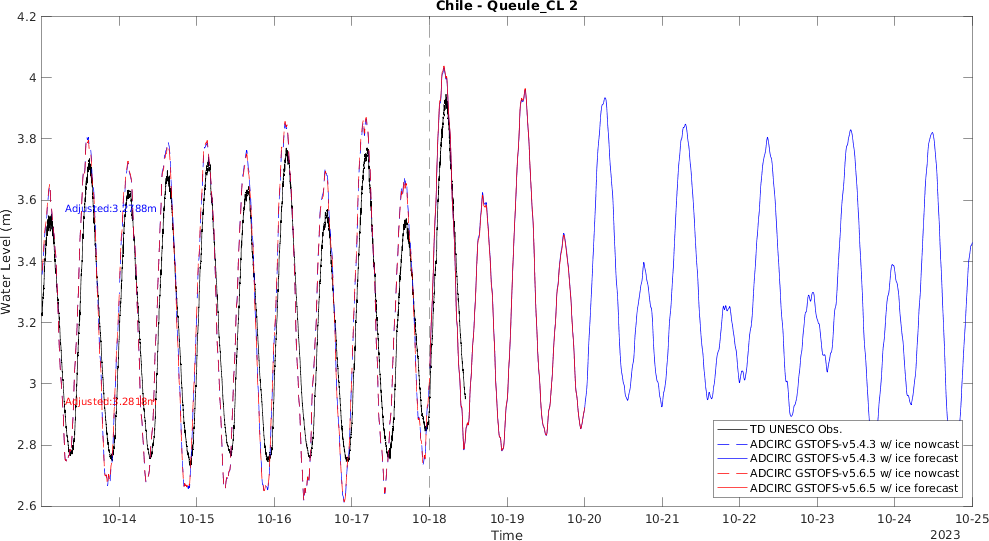 Chile - Queule_CL 2
4.2
4
3.8
3.6
3.4
3.2
3
2.8
2.6
Water Level (m)
Adjusted:3.2788m
Adjusted:3.2818m
TD UNESCO Obs.
ADCIRC GSTOFS-v5.4.3 w/ ice nowcast
ADCIRC GSTOFS-v5.4.3 w/ ice forecast
ADCIRC GSTOFS-v5.6.5 w/ ice nowcast
ADCIRC GSTOFS-v5.6.5 w/ ice forecast
10-14 10-15 10-16 10-17 10-18 10-19 10-20 10-21 10-22 10-23 10-24 10-25
Time
2023